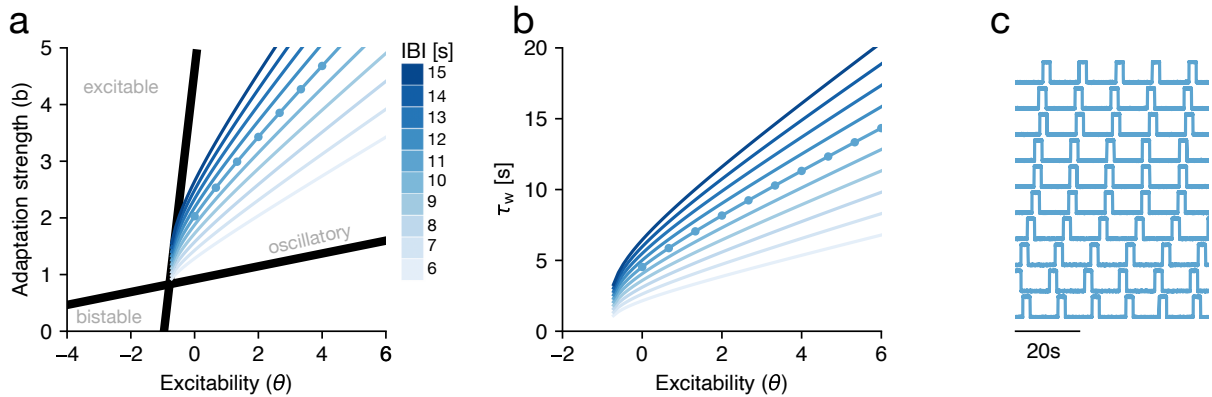 a
Adaptation strength (b)
5
4
3
2
1
0
−4
−2
0
2
4
6
Excitability (θ)
excitable
oscillatory
bistable
IBI [s]
15
14
13
12
11
10
9
8
7
6
b
τw [s]
20
15
10
5
0
−2
0
2
4
6
Excitability (θ)
c
20s